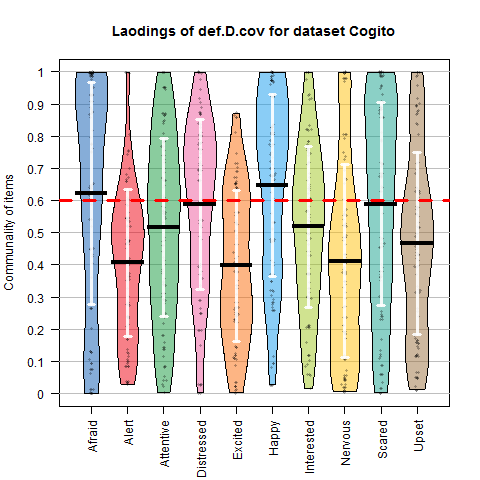 Laodings of def.D.cov for dataset Cogito
Communality of items
1
0.9
0.8
0.7
0.6
0.5
0.4
0.3
0.2
0.1
0
Afraid
Alert
Attentive
Distressed
Excited
Happy
Interested
Nervous
Scared
Upset